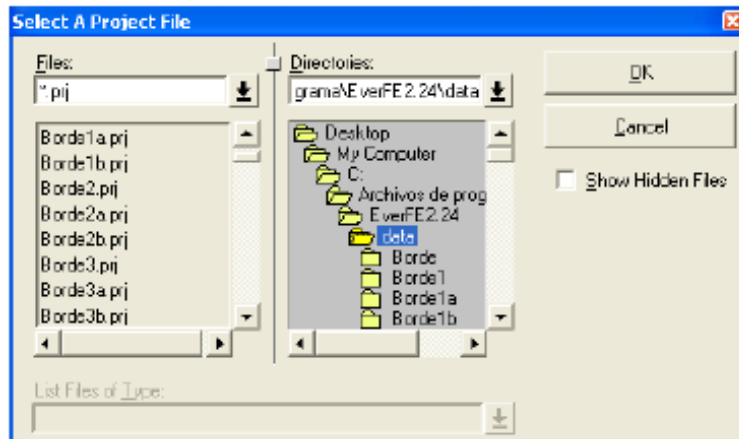 Select A Project File
Files:
*.prj
Borde1a.prj
Borde1b.prj
Borde2.prj
Borde2a.prj
Borde2b.prj
Borde3.prj
Borde3a.prj
Borde3b.prj
Directories:
grama\EverFE2.24\data
Desktop
My Computer
C:
Archivos de prog
EverFE2.24
data
Borde
Borde1
Borde1a
Borde1b
OK
Cancel
Show Hidden Files
List Files of Type: